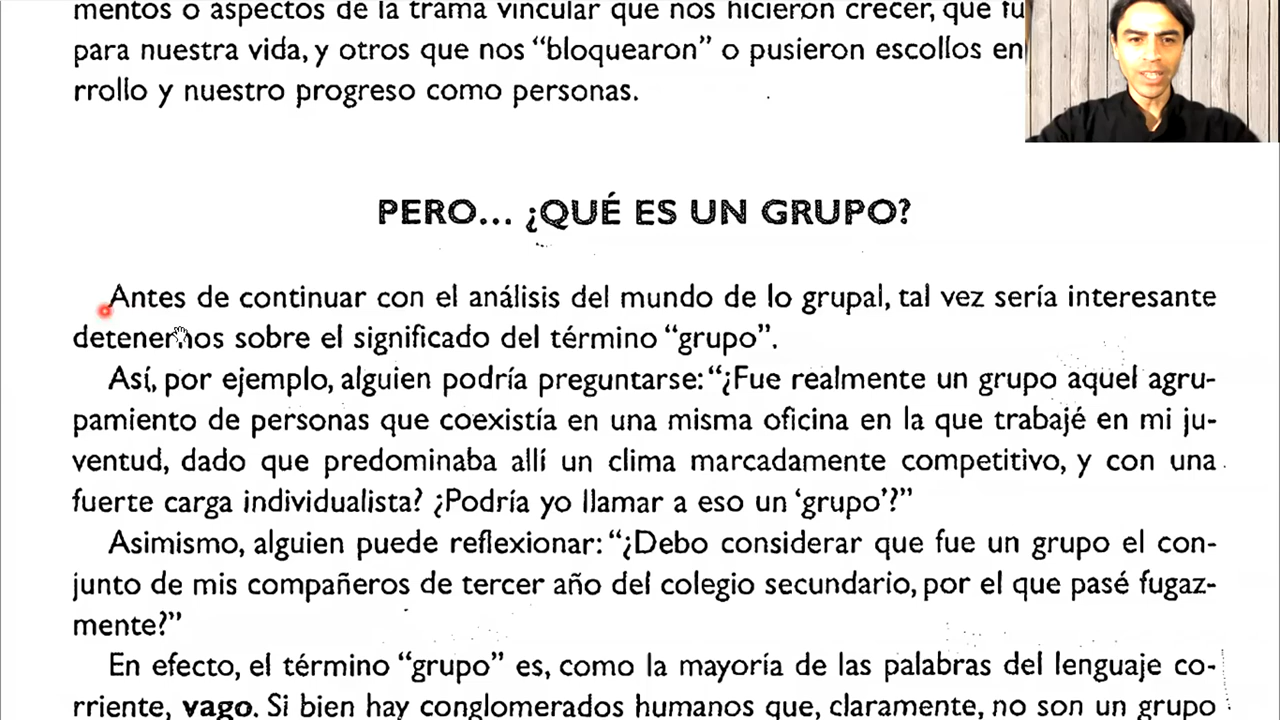 mentos o aspectos de la trama vincular que nos hicieron crecer, que
para nuestra vida, y otros que nos “bloquearon” o pusieron escollos en
rrollo y nuestro progreso como personas.
PERO... ¿QUÉ ES UN GRUPO?
Antes de continuar con el análisis del mundo de lo grupal, tal vez sería interesante
detenernos sobre el significado del término “grupo”.
Así, por ejemplo, alguien podría preguntarse: “¿Fue realmente un grupo aquel agru-
pamiento de personas que coexistía en una misma oficina en la que trabajé en mi ju-
ventud, dado que predominaba allí un clima marcadamente competitivo, y con una
fuerte carga individualista? ¿Podría yo llamar a eso un ‘grupo’?”
Asimismo, alguien puede reflexionar: “¿Debo considerar que fue un grupo el con-
junto de mis compañeros de tercer año del colegio secundario, por el que pasé fugaz-
mente?”
En efecto, el término “grupo” es, como la mayoría de las palabras del lenguaje co-
rriente, vago. Si bien hay conglomerados humanos que, claramente, no son un grupo